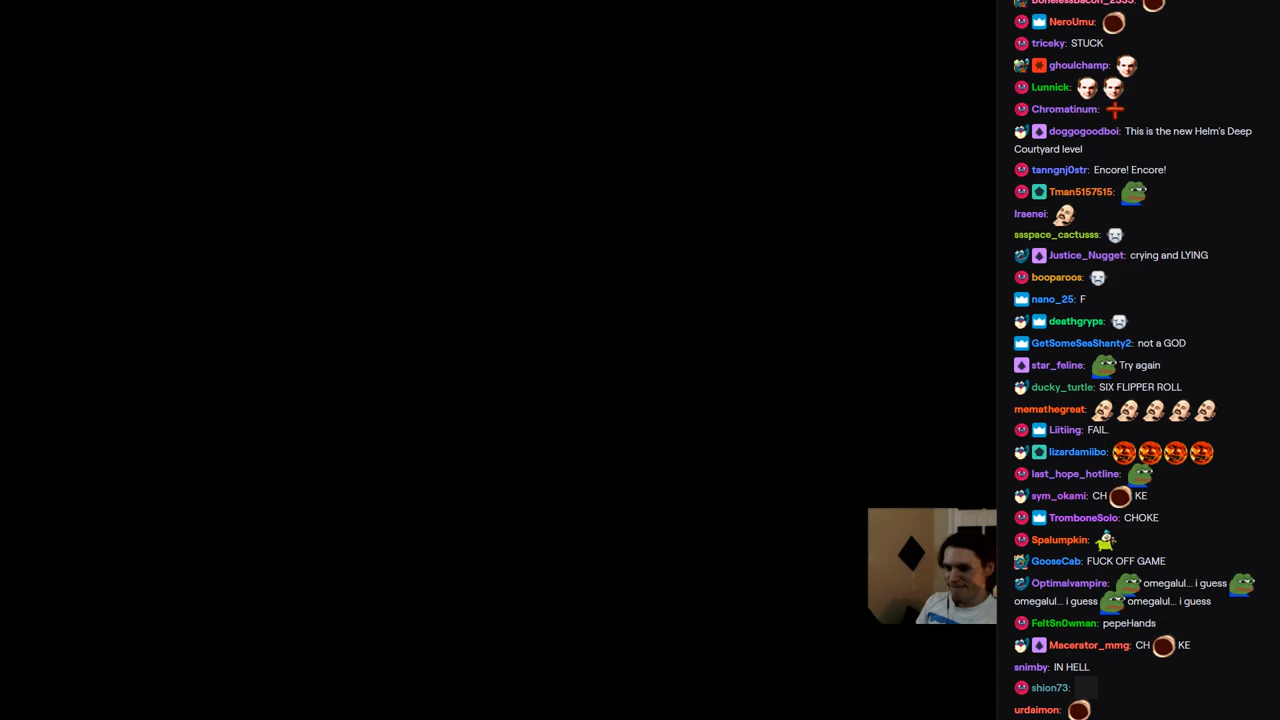 BonelessBacon_2333:
NeroUmu:
triceky: STUCK
ghoulchamp:
Lunnick:
Chromatinum:
doggogoodboi: This is the new Helm's Deep
Courtyard level
tanngnj0str: Encore! Encore!
Tman5157515:
Iraenei:
ssspace_cactusss:
Justice_Nugget: crying and LYING
booparoos:
nano_25: F
deathgryps:
GetSomeSeaShanty2: not a GOD
star_feline: Try again
ducky_turtle: SIX FLIPPER ROLL
memathegreat:
Liitiing: FAIL.
lizardamiibo:
last_hope_hotline:
sym_okami: CH KE
TromboneSolo: CHOKE
Spalumpkin:
GooseCab: FUCK OFF GAME
Optimalvampire: omegalul... i guess
omegalul... i guess omegalul... i guess
FeltSn0wman: pepeHands
Macerator_mmg: CH KE
snimby: IN HELL
shion73:
urdaimon: